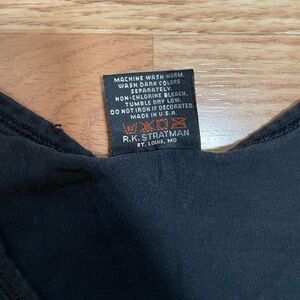 MACHINE WASH WARM.
WASH DARK COLORS
SEPARATELY.
NON-CHLORINE BLEACH.
TUMBLE DRY LOW.
DO NOT IRON IF DECORATED.
MADE IN U.S.A.
R.K. STRATMAN
ST. LOUIS, MO